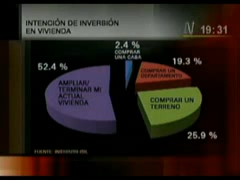 INTENCIÓN DE INVERSIÓN
EN VIVIENDA
N 19:31
2.4 %
COMPRAR
UNA CASA
52.4 %
19.3 %
AMPLIAR/
TERMINAR MI
ACTUAL
VIVIENDA
COMPRAR UN
DEPARTAMENTO
COMPRAR UN
TERRENO
25.9 %
FUENTE: